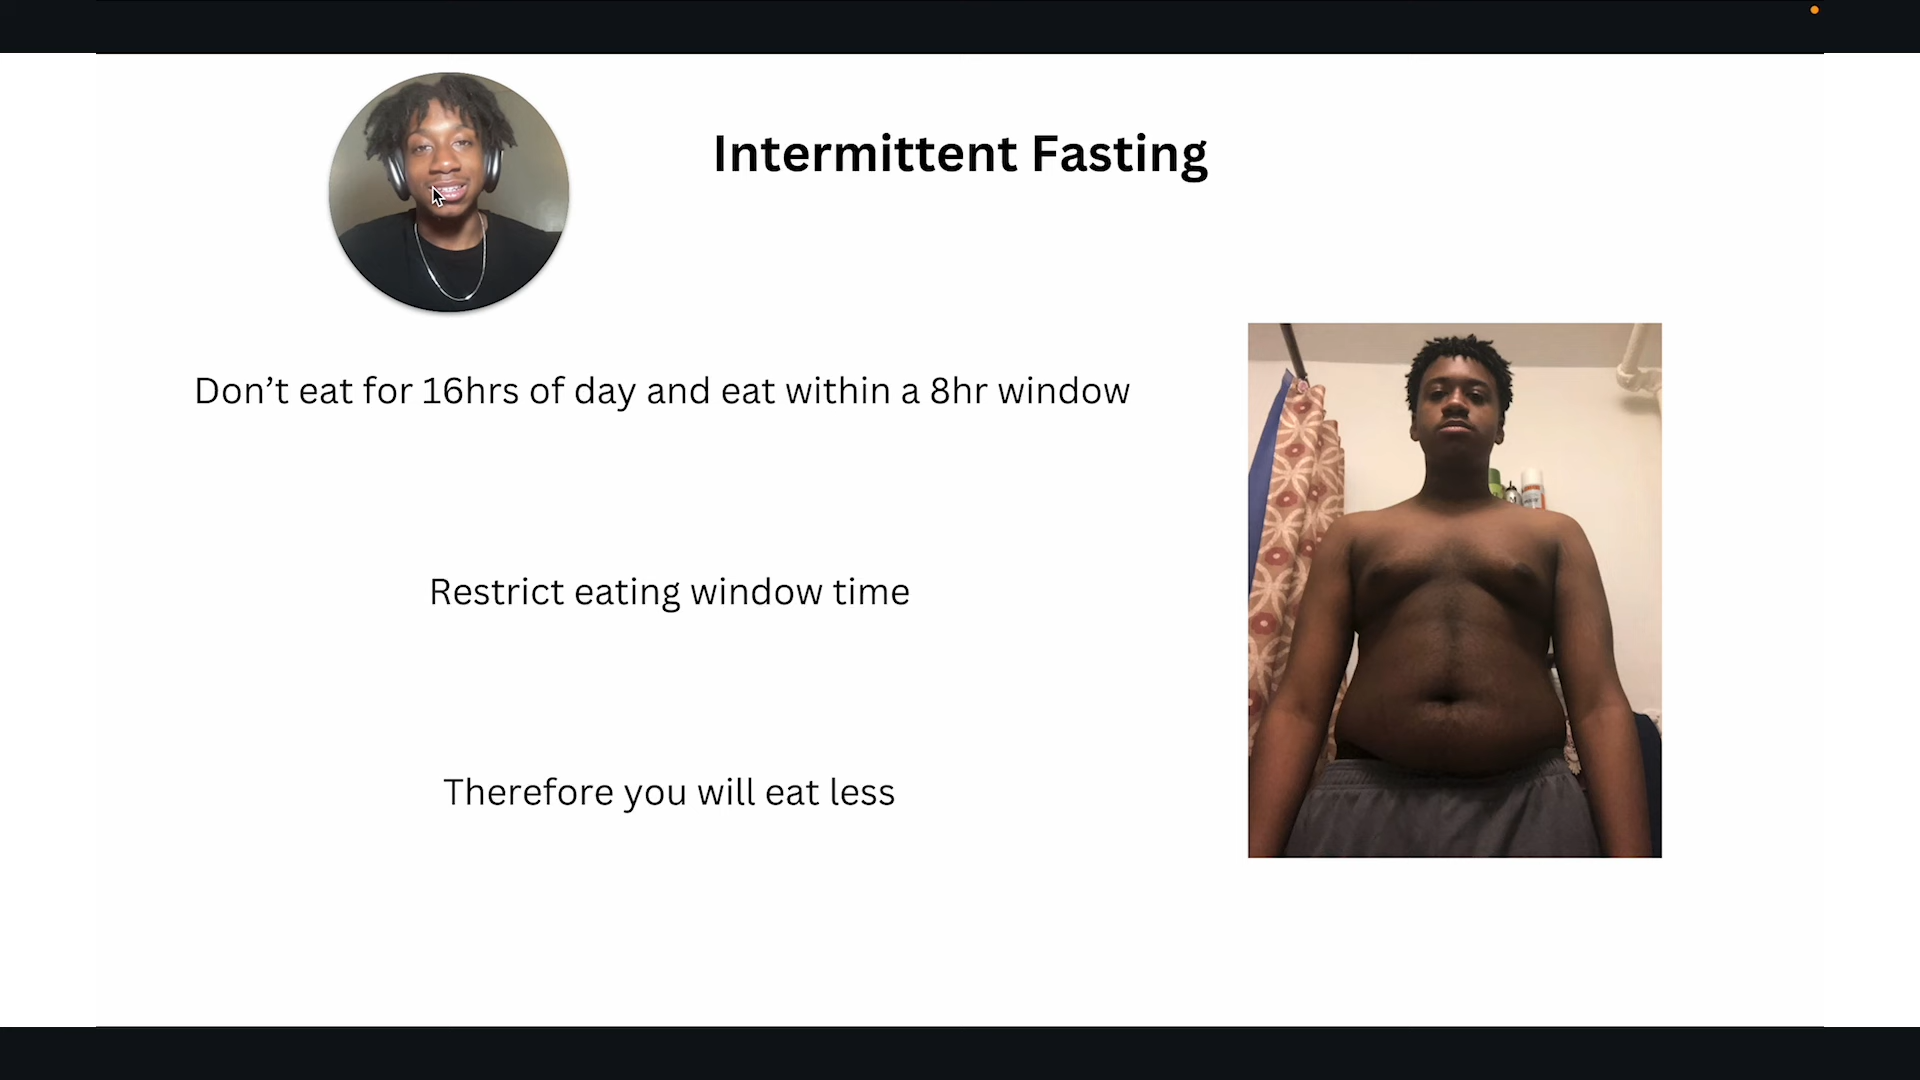 Intermittent Fasting
Don’t eat for 16hrs of day and eat within a 8hr window
Restrict eating window time
Therefore you will eat less